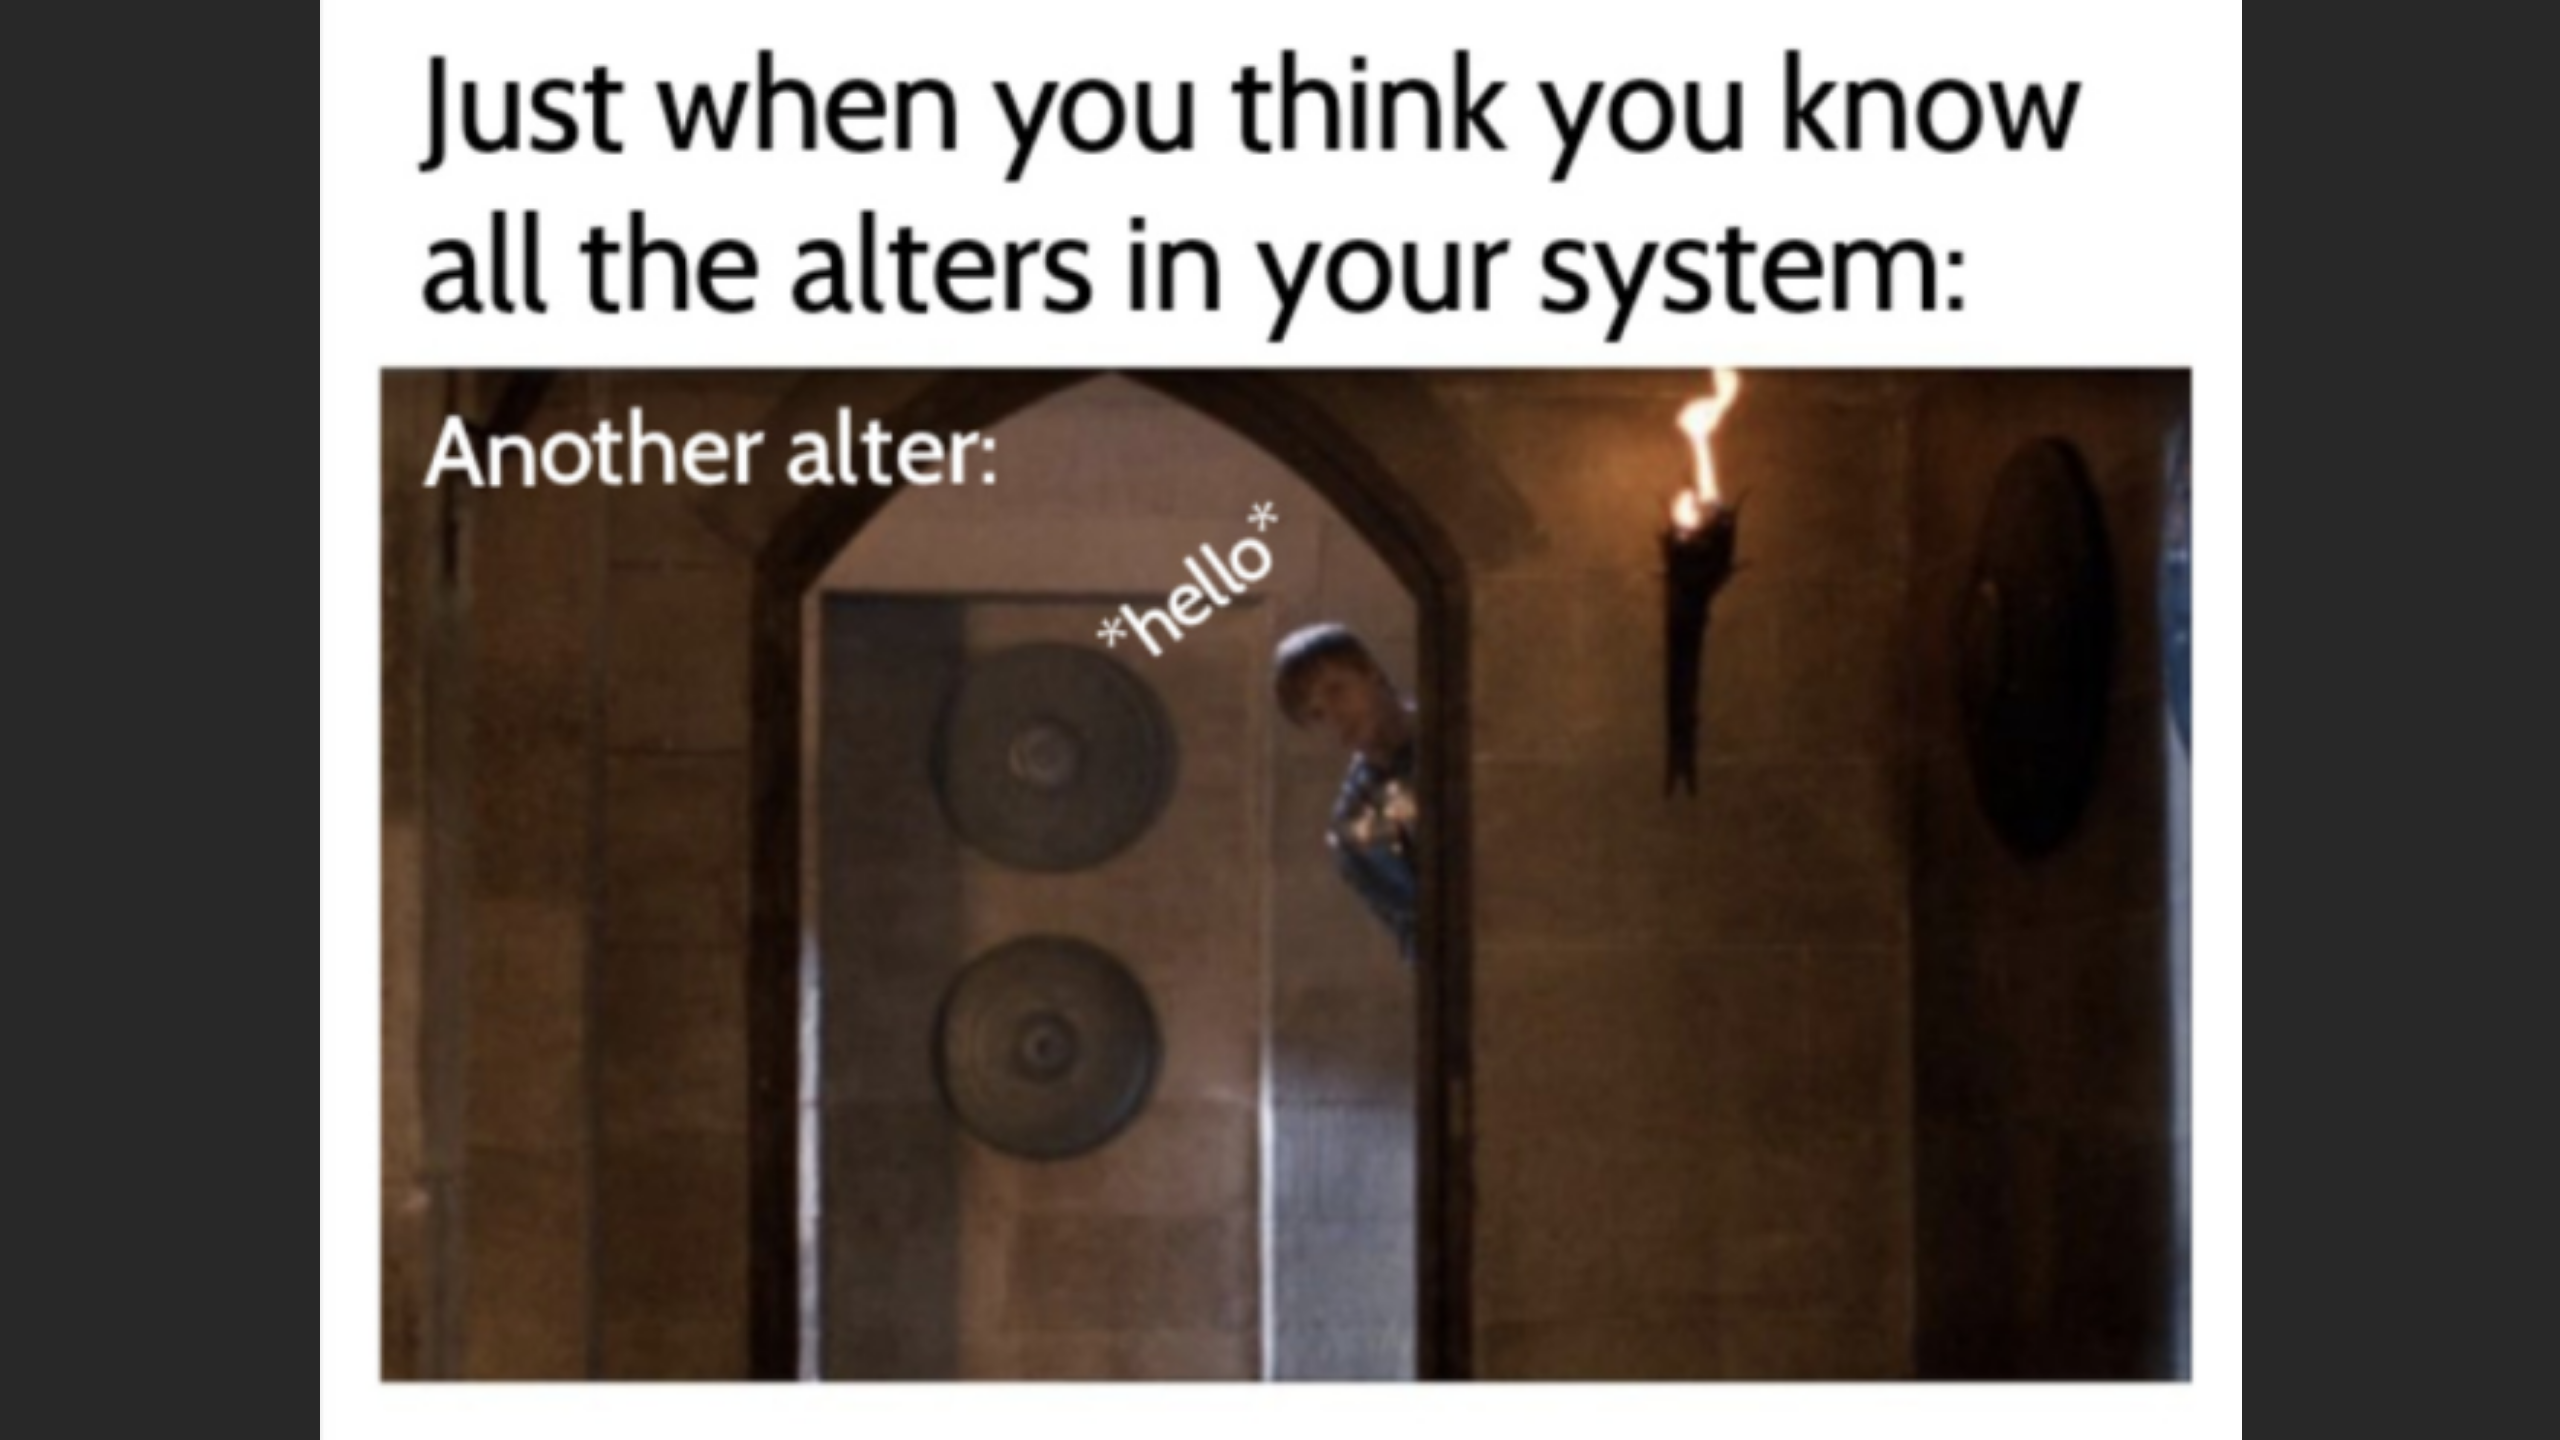 Just when you think you know
all the alters in your system:
Another alter:
*hello*